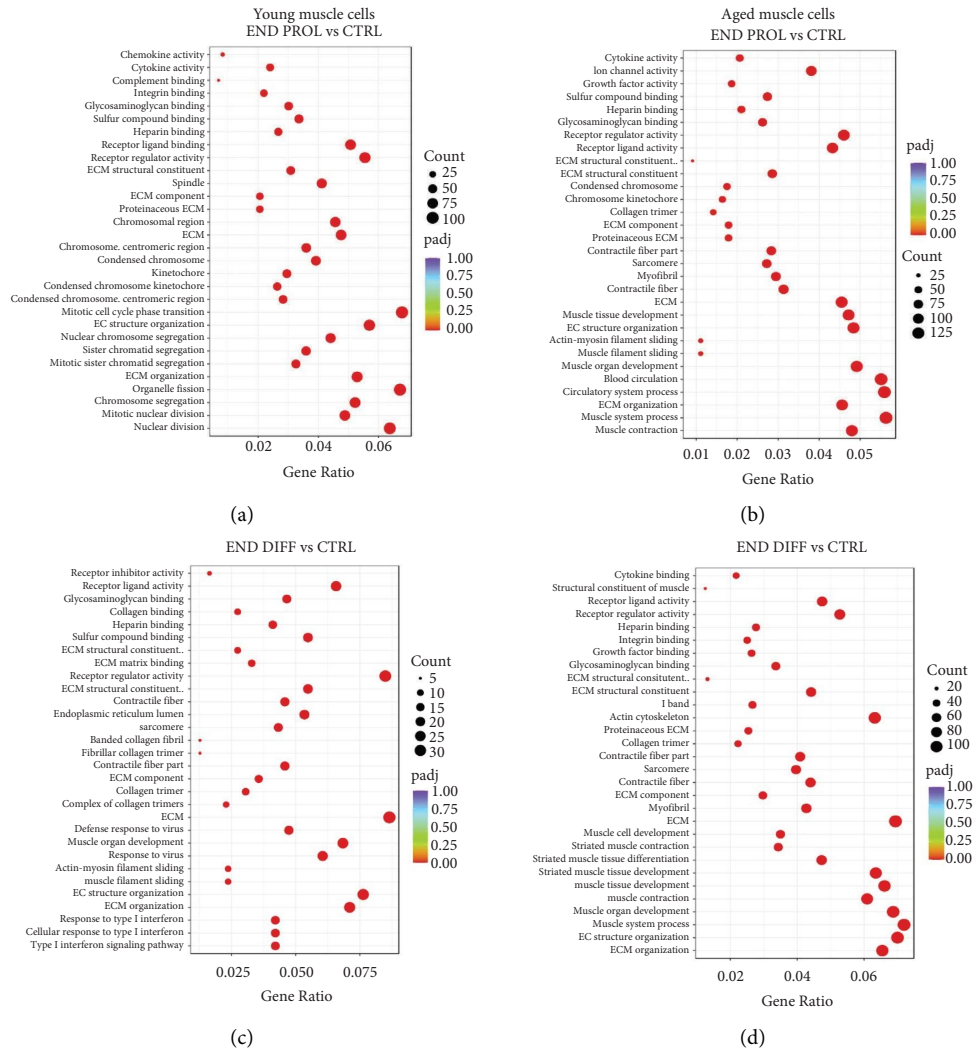 Young muscle cells
END PROL vs CTRL
Chemokine activity
Cytokine activity
Complement binding
Integrin binding
Glycosaminoglycan binding
Sulfur compound binding
Heparin binding
Receptor ligand binding
Receptor regulator activity
ECM structural constituent
Spindle
ECM component
Proteinaceous ECM
Chromosomal region
ECM
Chromosome. centromeric region
Condensed chromosome
Kinetochore
Condensed chromosome kinetochore
Condensed chromosome. centromeric region
Mitotic cell cycle phase transition
EC structure organization
Nuclear chromosome segregation
Sister chromatid segregation
Mitotic sister chromatid segregation
ECM organization
Organelle fission
Chromosome segregation
Mitotic nuclear division
Nuclear division
0.02 0.04 0.06
Gene Ratio
Count
25
50
75
100
padj
1.00
0.75
0.50
0.25
0.00
(a)
Aged muscle cells
END PROL vs CTRL
Cytokine activity
Ion channel activity
Growth factor activity
Sulfur compound binding
Heparin binding
Glycosaminoglycan binding
Receptor regulator activity
Receptor ligand activity
ECM structural constituent..
ECM structural constituent
Condensed chromosome
Chromosome kinetochore
Collagen trimer
ECM component
Proteinaceous ECM
Contractile fiber part
Sarcomere
Myofibril
Contractile fiber
ECM
Muscle tissue development
EC structure organization
Actin-myosin filament sliding
Muscle filament sliding
Muscle organ development
Blood circulation
Circulatory system process
ECM organization
Muscle system process
Muscle contraction
0.01 0.02 0.03 0.04 0.05
Gene Ratio
padj
1.00
0.75
0.50
0.25
0.00
Count
25
50
75
100
125
(b)
END DIFF vs CTRL
Receptor inhibitor activity
Receptor ligand activity
Glycosaminoglycan binding
Collagen binding
Heparin binding
Sulfur compound binding
ECM structural constituent..
ECM matrix binding
Receptor regulator activity
ECM structural constituent..
Contractile fiber
Endoplasmic reticulum lumen
sarcomere
Banded collagen fibril
Fibrillar collagen trimer
Contractile fiber part
ECM component
Collagen trimer
Complex of collagen trimers
ECM
Defense response to virus
Muscle organ development
Response to virus
Actin-myosin filament sliding
muscle filament sliding
EC structure organization
ECM organization
Response to type I interferon
Cellular response to type I interferon
Type I interferon signaling pathway
0.025 0.050 0.075
Gene Ratio
Count
5
10
15
20
25
30
padj
1.00
0.75
0.50
0.25
0.00
(c)
END DIFF vs CTRL
Cytokine binding
Structural constituent of muscle
Receptor ligand activity
Receptor regulator activity
Heparin binding
Integrin binding
Growth factor binding
Glycosaminoglycan binding
ECM structural consitutent..
ECM structural constituent
I band
Actin cytoskeleton
Proteinaceous ECM
Collagen trimer
Contractile fiber part
Sarcomere
Contractile fiber
ECM component
Myofibril
ECM
Muscle cell development
Striated muscle contraction
Striated muscle tissue differentiation
Striated muscle tissue development
muscle tissue development
muscle contraction
Muscle organ development
Muscle system process
EC structure organization
ECM organization
0.02 0.04 0.06
Gene Ratio
Count
20
40
60
80
100
padj
1.00
0.75
0.50
0.25
0.00
(d)